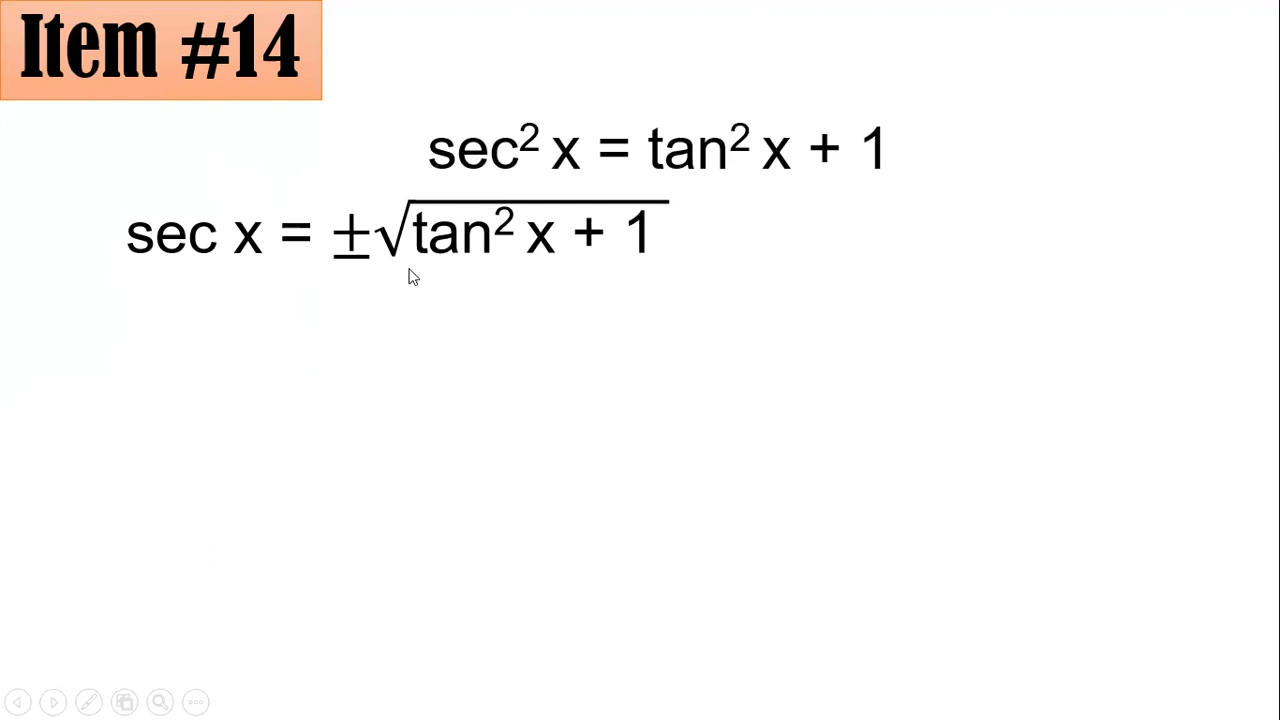 Item #14
sec² x = tan² x + 1
sec x = ±√tan² x + 1